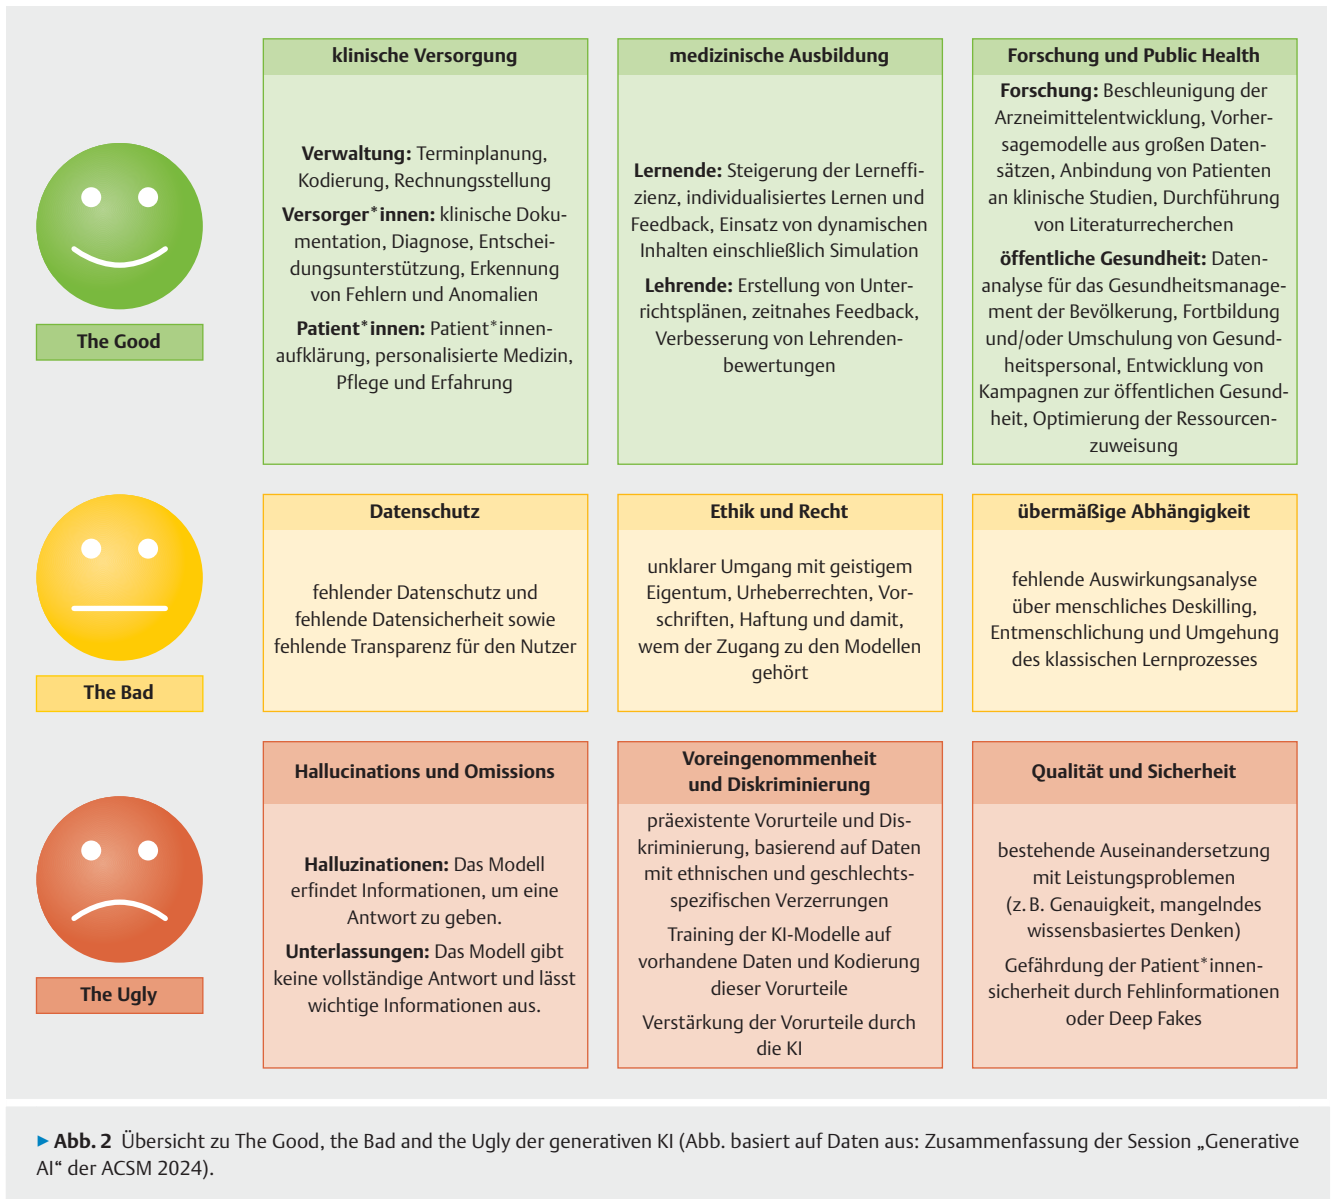 klinische Versorgung
Verwaltung: Terminplanung,
Kodierung, Rechnungsstellung
Versorger*innen: klinische Doku-
mentation, Diagnose, Entschei-
dungsunterstützung, Erkennung
von Fehlern und Anomalien
Patient*innen: Patient*innen-
aufklärung, personalisierte Medizin,
Pflege und Erfahrung
medizinische Ausbildung
Lernende: Steigerung der Lerneffi-
zienz, individualisiertes Lernen und
Feedback, Einsatz von dynamischen
Inhalten einschließlich Simulation
Lehrende: Erstellung von Unter-
richtsplänen, zeitnahes Feedback,
Verbesserung von Lehrenden-
bewertungen
Forschung und Public Health
Forschung: Beschleunigung der
Arzneimittelentwicklung, Vorher-
sagemodelle aus großen Daten-
sätzen, Anbindung von Patienten
an klinische Studien, Durchführung
von Literaturrecherchen
öffentliche Gesundheit: Daten-
analyse für das Gesundheitsmanage-
ment der Bevölkerung, Fortbildung
und/oder Umschulung von Gesund-
heitspersonal, Entwicklung von
Kampagnen zur öffentlichen Gesund-
heit, Optimierung der Ressourcen-
zuweisung
The Good
Datenschutz
fehlender Datenschutz und
fehlende Datensicherheit sowie
fehlende Transparenz für den Nutzer
Ethik und Recht
unklarer Umgang mit geistigem
Eigentum, Urheberrechten, Vor-
schriften, Haftung und damit,
wem der Zugang zu den Modellen
gehört
übermäßige Abhängigkeit
fehlende Auswirkungsanalyse
über menschliches Deskilling,
Entmenschlichung und Umgehung
des klassischen Lernprozesses
The Bad
Hallucinations und Omissions
Halluzinationen: Das Modell
erfindet Informationen, um eine
Antwort zu geben.
Unterlassungen: Das Modell gibt
keine vollständige Antwort und lässt
wichtige Informationen aus.
Voreingenommenheit
und Diskriminierung
präexistente Vorurteile und Dis-
kriminierung, basierend auf Daten
mit ethnischen und geschlechts-
spezifischen Verzerrungen
Training der KI-Modelle auf
vorhandene Daten und Kodierung
dieser Vorurteile
Verstärkung der Vorurteile durch
die KI
Qualität und Sicherheit
bestehende Auseinandersetzung
mit Leistungsproblemen
(z. B. Genauigkeit, mangelndes
wissensbasiertes Denken)
Gefährdung der Patient*innen-
sicherheit durch Fehlinformationen
oder Deep Fakes
The Ugly
▶ Abb. 2 Übersicht zu The Good, the Bad and the Ugly der generativen KI (Abb. basiert auf Daten aus: Zusammenfassung der Session „Generative
AI“ der ACSM 2024).